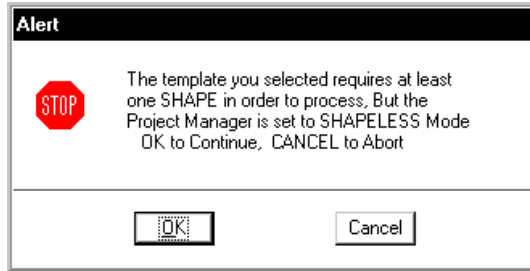 Alert
STOP
The template you selected requires at least
one SHAPE in order to process, But the
Project Manager is set to SHAPELESS Mode
OK to Continue, CANCEL to Abort
OK
Cancel